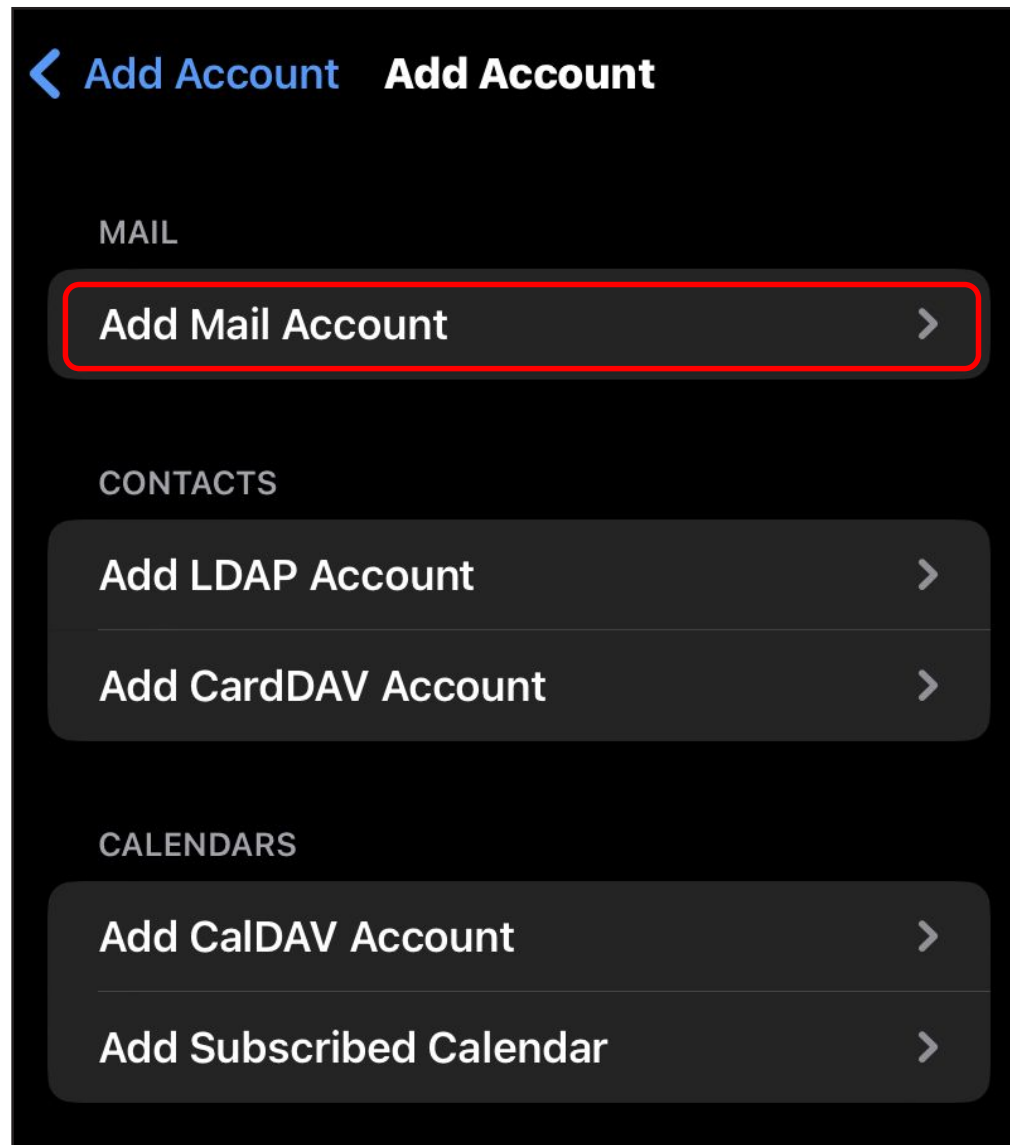 Add Account Add Account
MAIL
Add Mail Account
CONTACTS
Add LDAP Account
Add CardDAV Account
CALENDARS
Add CalDAV Account
Add Subscribed Calendar